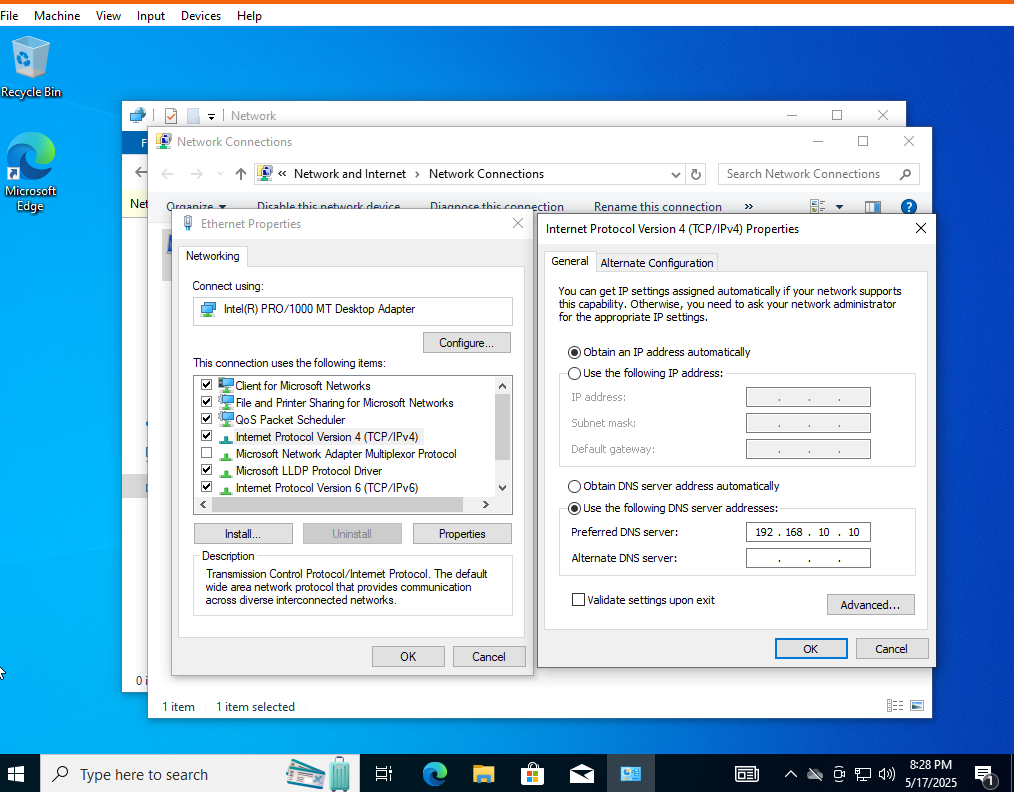 File Machine View Input Devices Help
Recycle Bin
Microsoft
Edge
Network
F
Net
0 i
Network Connections
« Network and Internet › Network Connections
Search Network Connections
Organize Disable this network device Diagnose this connection Rename this connection »
Ethernet Properties
Networking
Connect using:
Intel(R) PRO/1000 MT Desktop Adapter
Configure...
This connection uses the following items:
Client for Microsoft Networks
File and Printer Sharing for Microsoft Networks
QoS Packet Scheduler
Internet Protocol Version 4 (TCP/IPv4)
Microsoft Network Adapter Multiplexor Protocol
Microsoft LLDP Protocol Driver
Internet Protocol Version 6 (TCP/IPv6)
Install... Uninstall Properties
Description
Transmission Control Protocol/Internet Protocol. The default
wide area network protocol that provides communication
across diverse interconnected networks.
OK Cancel
Internet Protocol Version 4 (TCP/IPv4) Properties
General Alternate Configuration
You can get IP settings assigned automatically if your network supports
this capability. Otherwise, you need to ask your network administrator
for the appropriate IP settings.
Obtain an IP address automatically
Use the following IP address:
IP address: . . .
Subnet mask: . . .
Default gateway: . . .
Obtain DNS server address automatically
Use the following DNS server addresses:
Preferred DNS server: 192 . 168 . 10 . 10
Alternate DNS server: . . .
Validate settings upon exit
Advanced...
OK Cancel
1 item 1 item selected
Type here to search
8:28 PM
5/17/2025
1